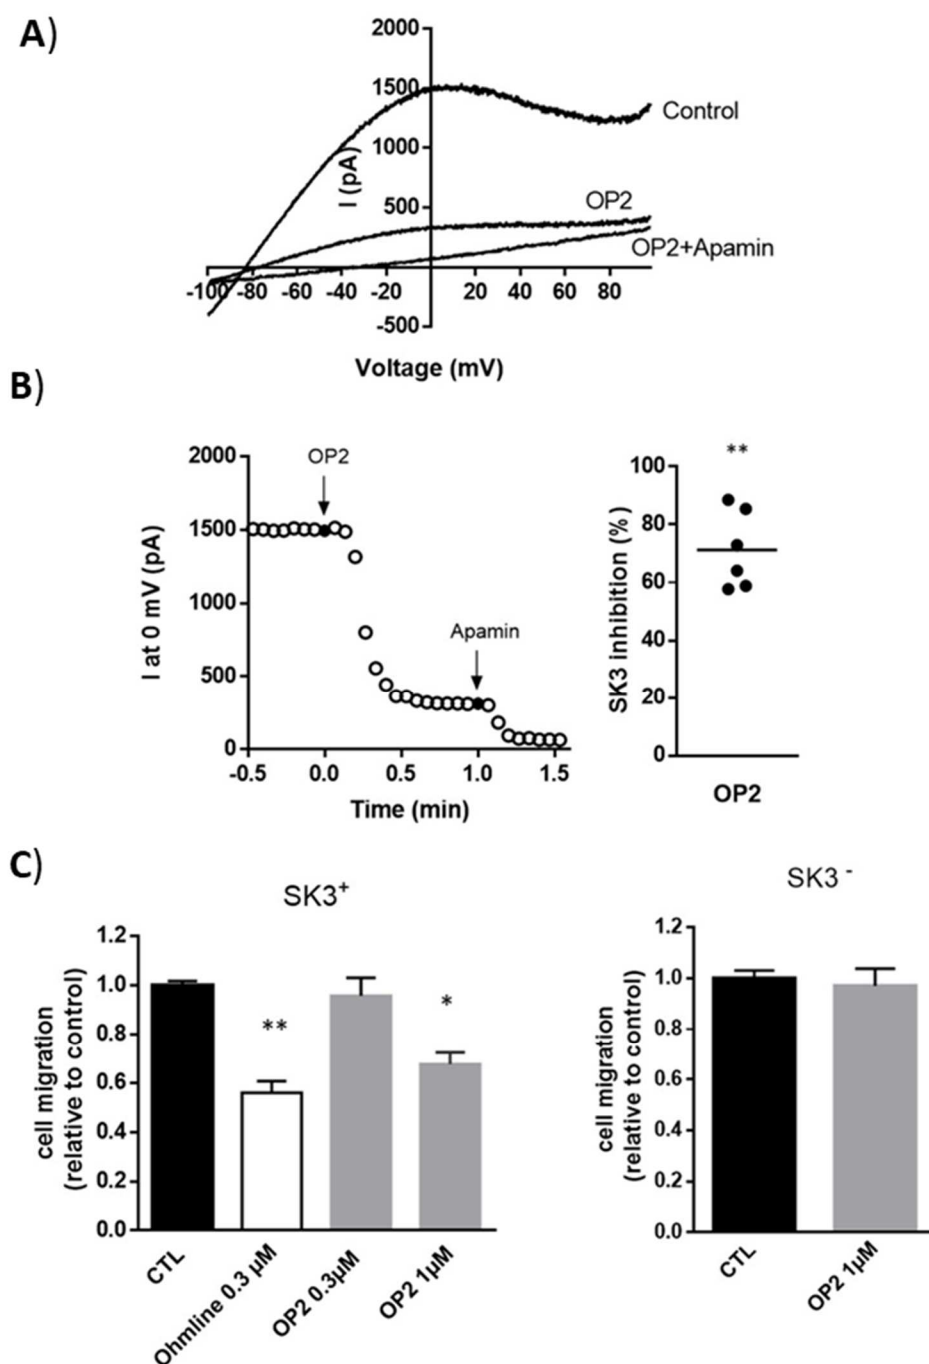 A)
2000
1500
1000
500
-500
I (pA)
Control
OP2
OP2+Apamin
-100 -80 -60 -40 -20 20 40 60 80
Voltage (mV)
B)
2000
1500
1000
500
0
I at 0 mV (pA)
OP2
Apamin
-0.5 0.0 0.5 1.0 1.5
Time (min)
**
100
80
60
40
20
0
SK3 inhibition (%)
OP2
C)
SK3+
1.2
1.0
0.8
0.6
0.4
0.2
0.0
cell migration
(relative to control)
**
*
CTL
Ohmline 0.3 µM
OP2 0.3µM
OP2 1µM
SK3 -
1.2
1.0
0.8
0.6
0.4
0.2
0.0
cell migration
(relative to control)
CTL
OP2 1µM